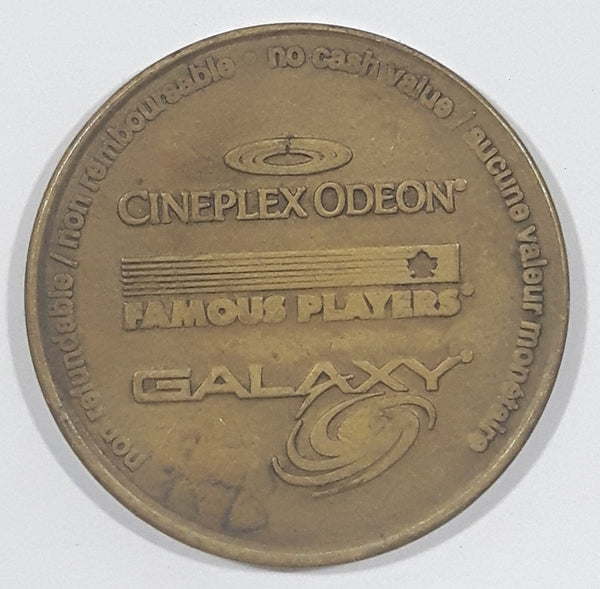 non refundable / non remboursable • no cash value / aucune valeur monétaire
CINEPLEX ODEON®
FAMOUS PLAYERS®
GALAXY®